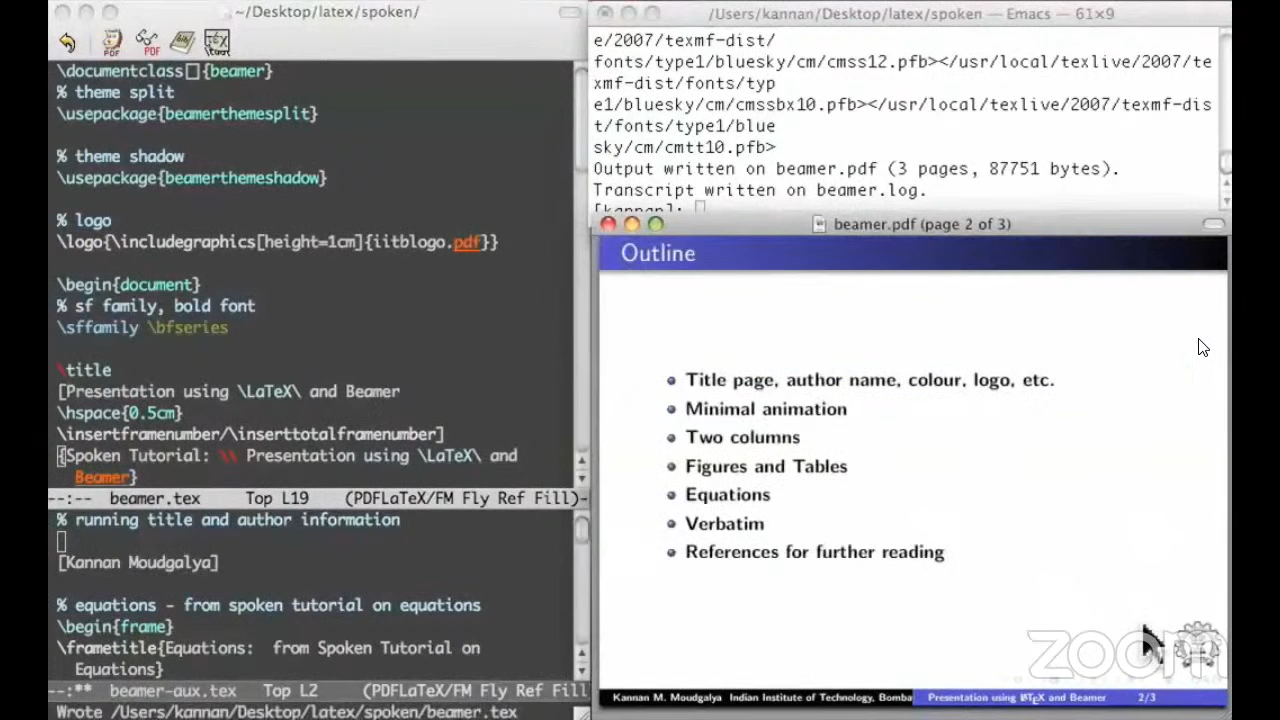 ~/Desktop/latex/spoken/
PDF
PDF
\documentclass[]{beamer}
% theme split
\usepackage{beamerthemesplit}
% theme shadow
\usepackage{beamerthemeshadow}
% logo
\logo{\includegraphics[height=1cm]{iitblogo.pdf}}
\begin{document}
% sf family, bold font
\sffamily \bfseries
\title
[Presentation using \LaTeX\ and Beamer
\hspace{0.5cm}
\insertframenumber/\inserttotalframenumber]
{Spoken Tutorial: \\ Presentation using \LaTeX\ and
Beamer}
--:-- beamer.tex Top L19 (PDFLaTeX/FM Fly Ref Fill)-
% running title and author information
[Kannan Moudgalya]
% equations - from spoken tutorial on equations
\begin{frame}
\frametitle{Equations: from Spoken Tutorial on
Equations}
--:** beamer-aux.tex Top L2 (PDFLaTeX/FM Fly Ref Fill
Wrote /Users/kannan/Desktop/latex/spoken/beamer.tex
/Users/kannan/Desktop/latex/spoken — Emacs — 61×9
e/2007/texmf-dist/
fonts/type1/bluesky/cm/cmss12.pfb></usr/local/texlive/2007/te
xmf-dist/fonts/typ
e1/bluesky/cm/cmssbx10.pfb></usr/local/texlive/2007/texmf-dis
t/fonts/type1/blue
sky/cm/cmtt10.pfb>
Output written on beamer.pdf (3 pages, 87751 bytes).
Transcript written on beamer.log.
[kannan]:
beamer.pdf (page 2 of 3)
Outline
Title page, author name, colour, logo, etc.
Minimal animation
Two columns
Figures and Tables
Equations
Verbatim
References for further reading
zoom
Kannan M. Moudgalya Indian Institute of Technology, Bomba
Presentation using LATEX and Beamer 2/3